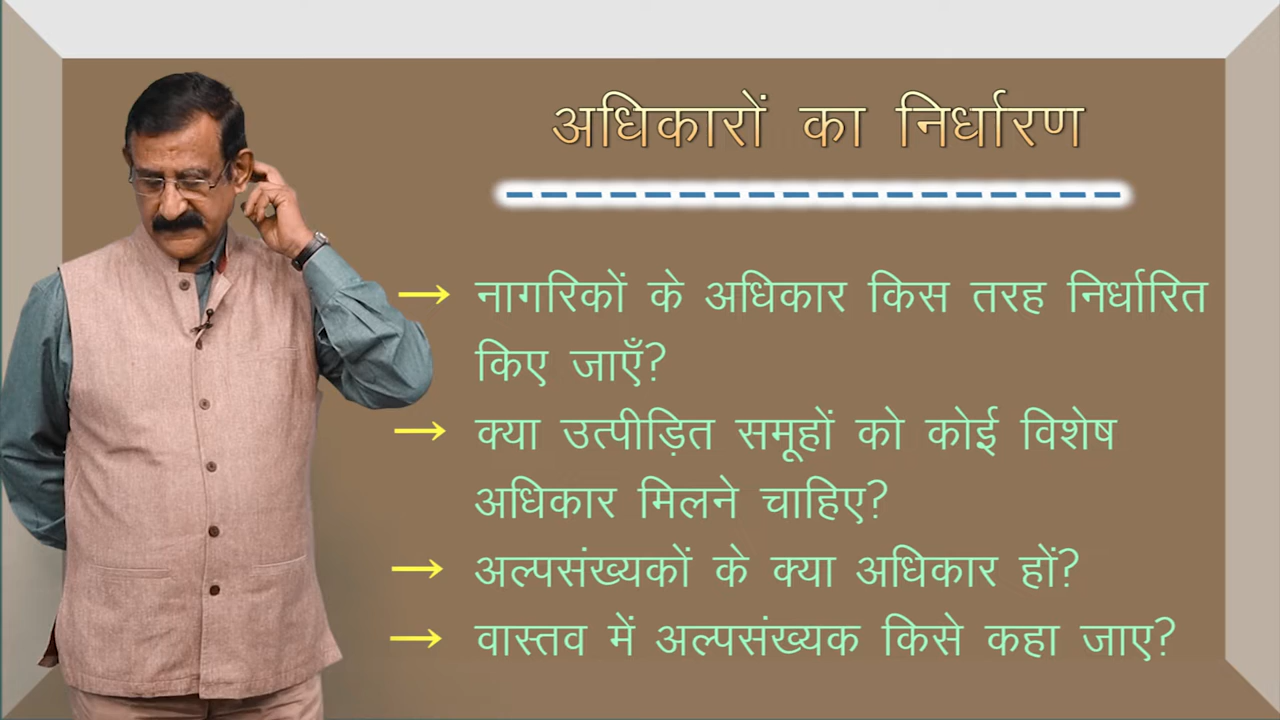 अधिकारों का निर्धारण
→ नागरिकों के अधिकार किस तरह निर्धारित
किए जाएँ?
→ क्या उत्पीड़ित समूहों को कोई विशेष
अधिकार मिलने चाहिए?
→ अल्पसंख्यकों के क्या अधिकार हों?
→ वास्तव में अल्पसंख्यक किसे कहा जाए?